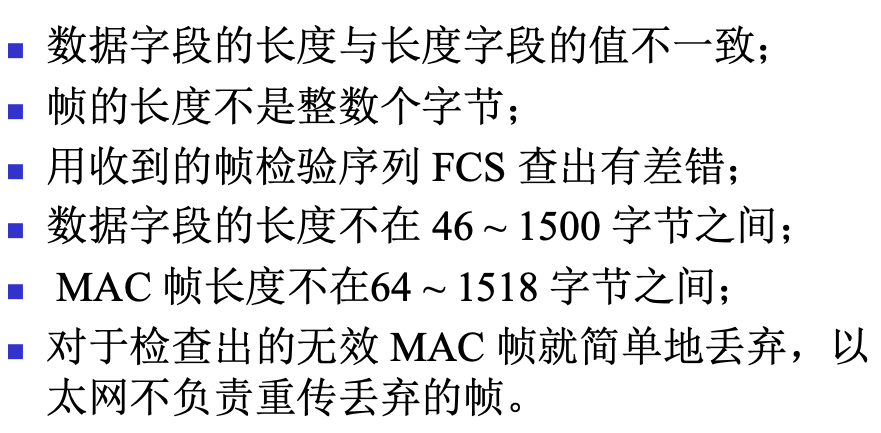 数据字段的长度与长度字段的值不一致；
帧的长度不是整数个字节；
用收到的帧检验序列 FCS 查出有差错；
数据字段的长度不在 46 ~ 1500 字节之间；
MAC 帧长度不在64 ~ 1518 字节之间；
对于检查出的无效 MAC 帧就简单地丢弃，以
太网不负责重传丢弃的帧。